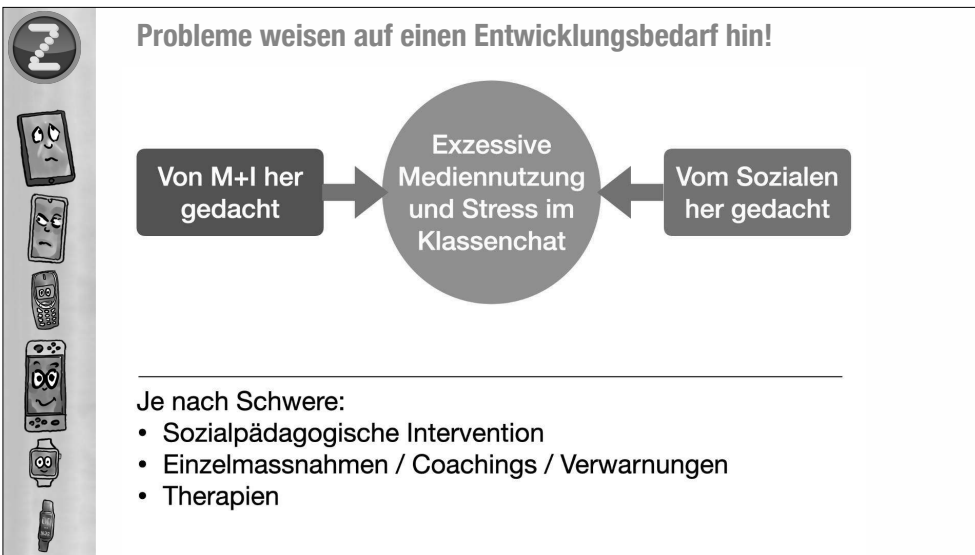 Z
Probleme weisen auf einen Entwicklungsbedarf hin!
Von M+I her
gedacht
Exzessive
Mediennutzung
und Stress im
Klassenchat
Vom Sozialen
her gedacht
Je nach Schwere:
• Sozialpädagogische Intervention
• Einzelmassnahmen / Coachings / Verwarnungen
• Therapien